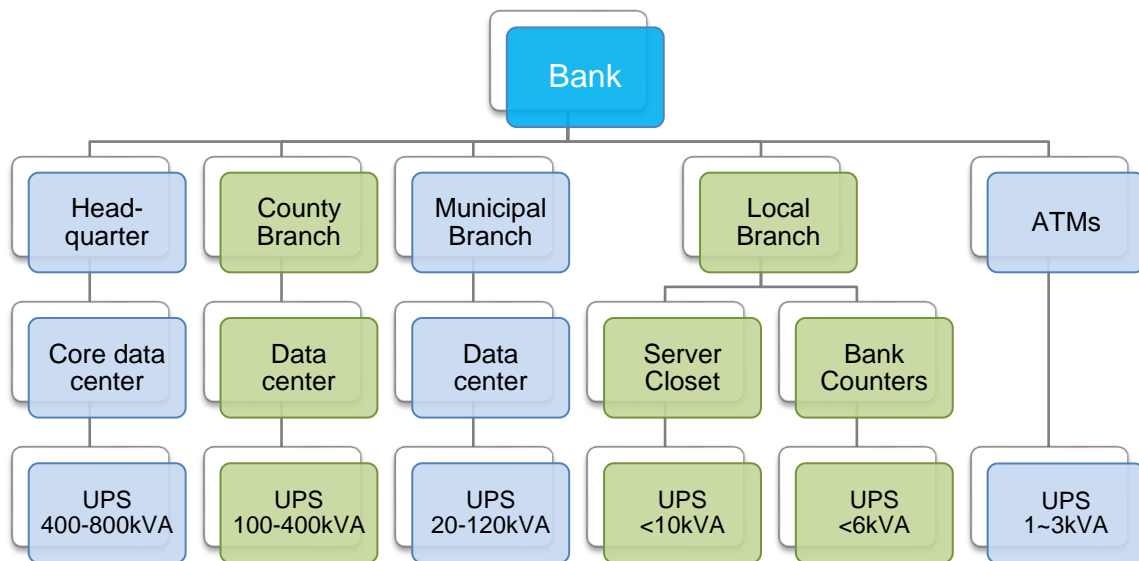 Bank
Head-
quarter
County
Branch
Municipal
Branch
Local
Branch
ATMs
Core data
center
Data
center
Data
center
Server
Closet
Bank
Counters
UPS
400-800kVA
UPS
100-400kVA
UPS
20-120kVA
UPS
<10kVA
UPS
<6kVA
UPS
1~3kVA